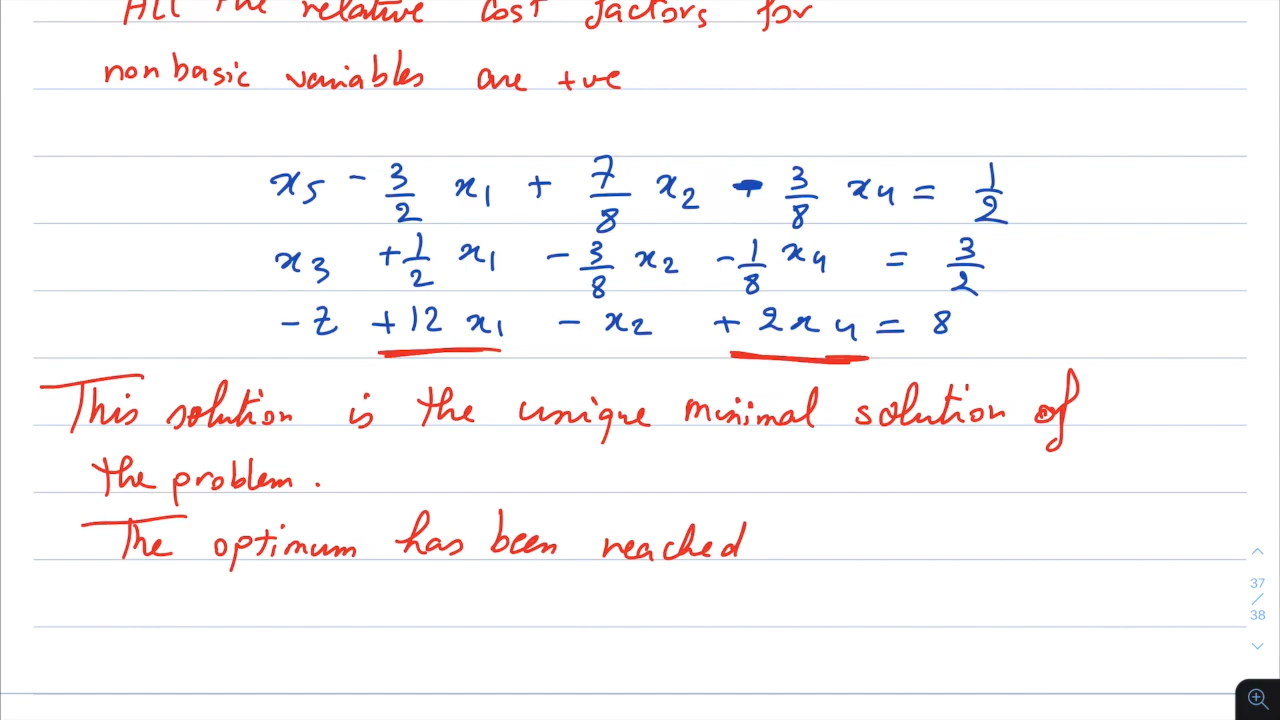 All the relative cost factors for
nonbasic variables are +ve
x5 - 3/2 x1 + 7/8 x2 - 3/8 x4 = 1/2
x3 + 1/2 x1 - 3/8 x2 - 1/8 x4 = 3/2
- Z + 12 x1 - x2 + 2x4 = 8
This solution is the unique minimal solution of
the problem.
The optimum has been reached
37
/
38